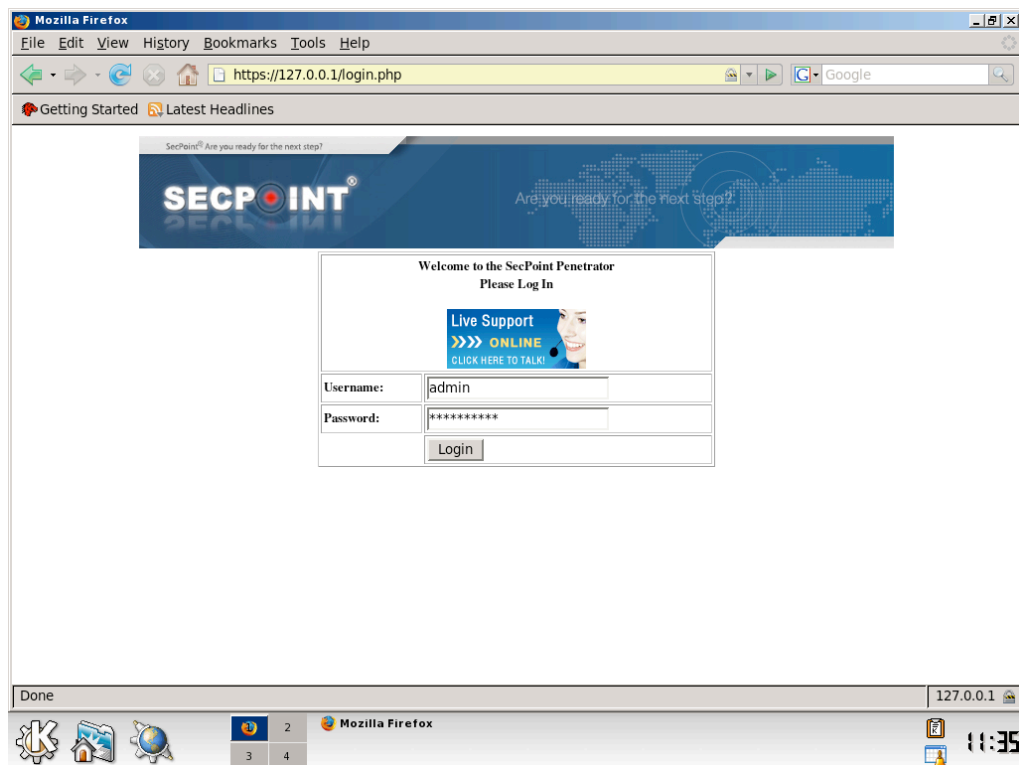 Mozilla Firefox
File Edit View History Bookmarks Tools Help
https://127.0.0.1/login.php
G Google
Getting Started Latest Headlines
SecPoint® Are you ready for the next step?
SECPOINT®
Are you ready for the next step?
Welcome to the SecPoint Penetrator
Please Log In
Live Support
»»» ONLINE
CLICK HERE TO TALK!
Username: admin
Password: **********
Login
Done 127.0.0.1
K 2 Mozilla Firefox
3 4
11:35